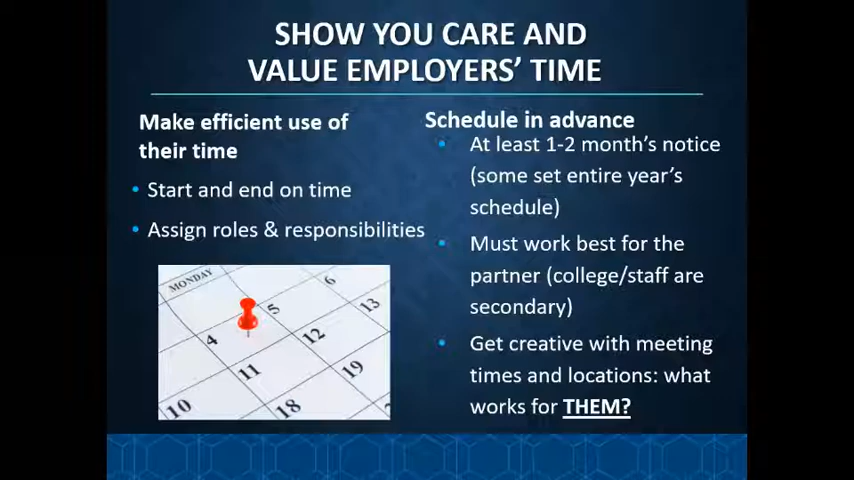 SHOW YOU CARE AND
VALUE EMPLOYERS' TIME
Make efficient use of
their time
• Start and end on time
• Assign roles & responsibilities
MONDAY
4
5
6
10
11
12
13
18
19
Schedule in advance
• At least 1-2 month's notice
(some set entire year's
schedule)
• Must work best for the
partner (college/staff are
secondary)
• Get creative with meeting
times and locations: what
works for THEM?